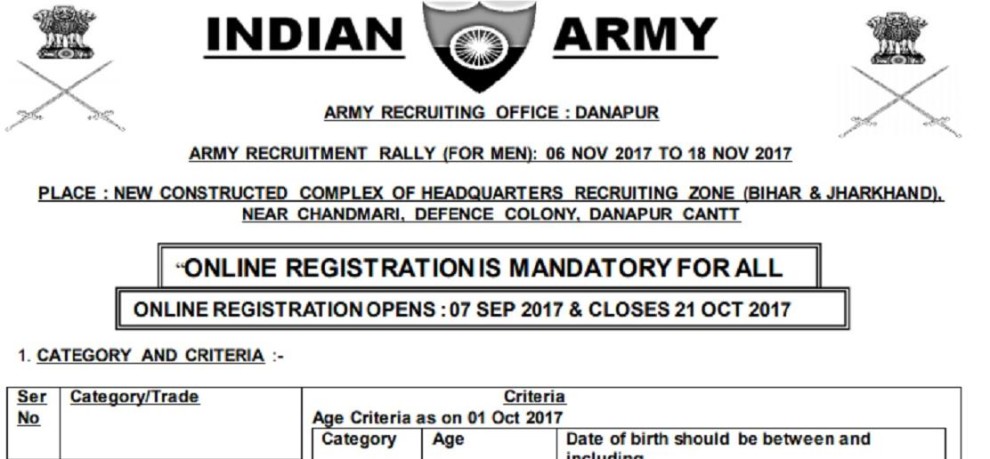 INDIAN ARMY
ARMY RECRUITING OFFICE : DANAPUR
ARMY RECRUITMENT RALLY (FOR MEN): 06 NOV 2017 TO 18 NOV 2017
PLACE : NEW CONSTRUCTED COMPLEX OF HEADQUARTERS RECRUITING ZONE (BIHAR & JHARKHAND),
NEAR CHANDMARI, DEFENCE COLONY, DANAPUR CANTT
“ONLINE REGISTRATION IS MANDATORY FOR ALL
ONLINE REGISTRATION OPENS : 07 SEP 2017 & CLOSES 21 OCT 2017
1. CATEGORY AND CRITERIA :-
Ser No
Category/Trade
Criteria
Age Criteria as on 01 Oct 2017
Category
Age
Date of birth should be between and
including